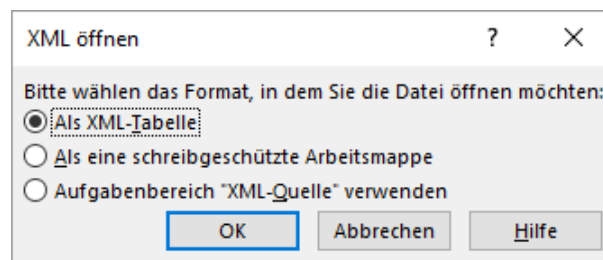 XML öffnen ?
Bitte wählen das Format, in dem Sie die Datei öffnen möchten:
Als XML-Tabelle
Als eine schreibgeschützte Arbeitsmappe
Aufgabenbereich "XML-Quelle" verwenden
OK Abbrechen Hilfe